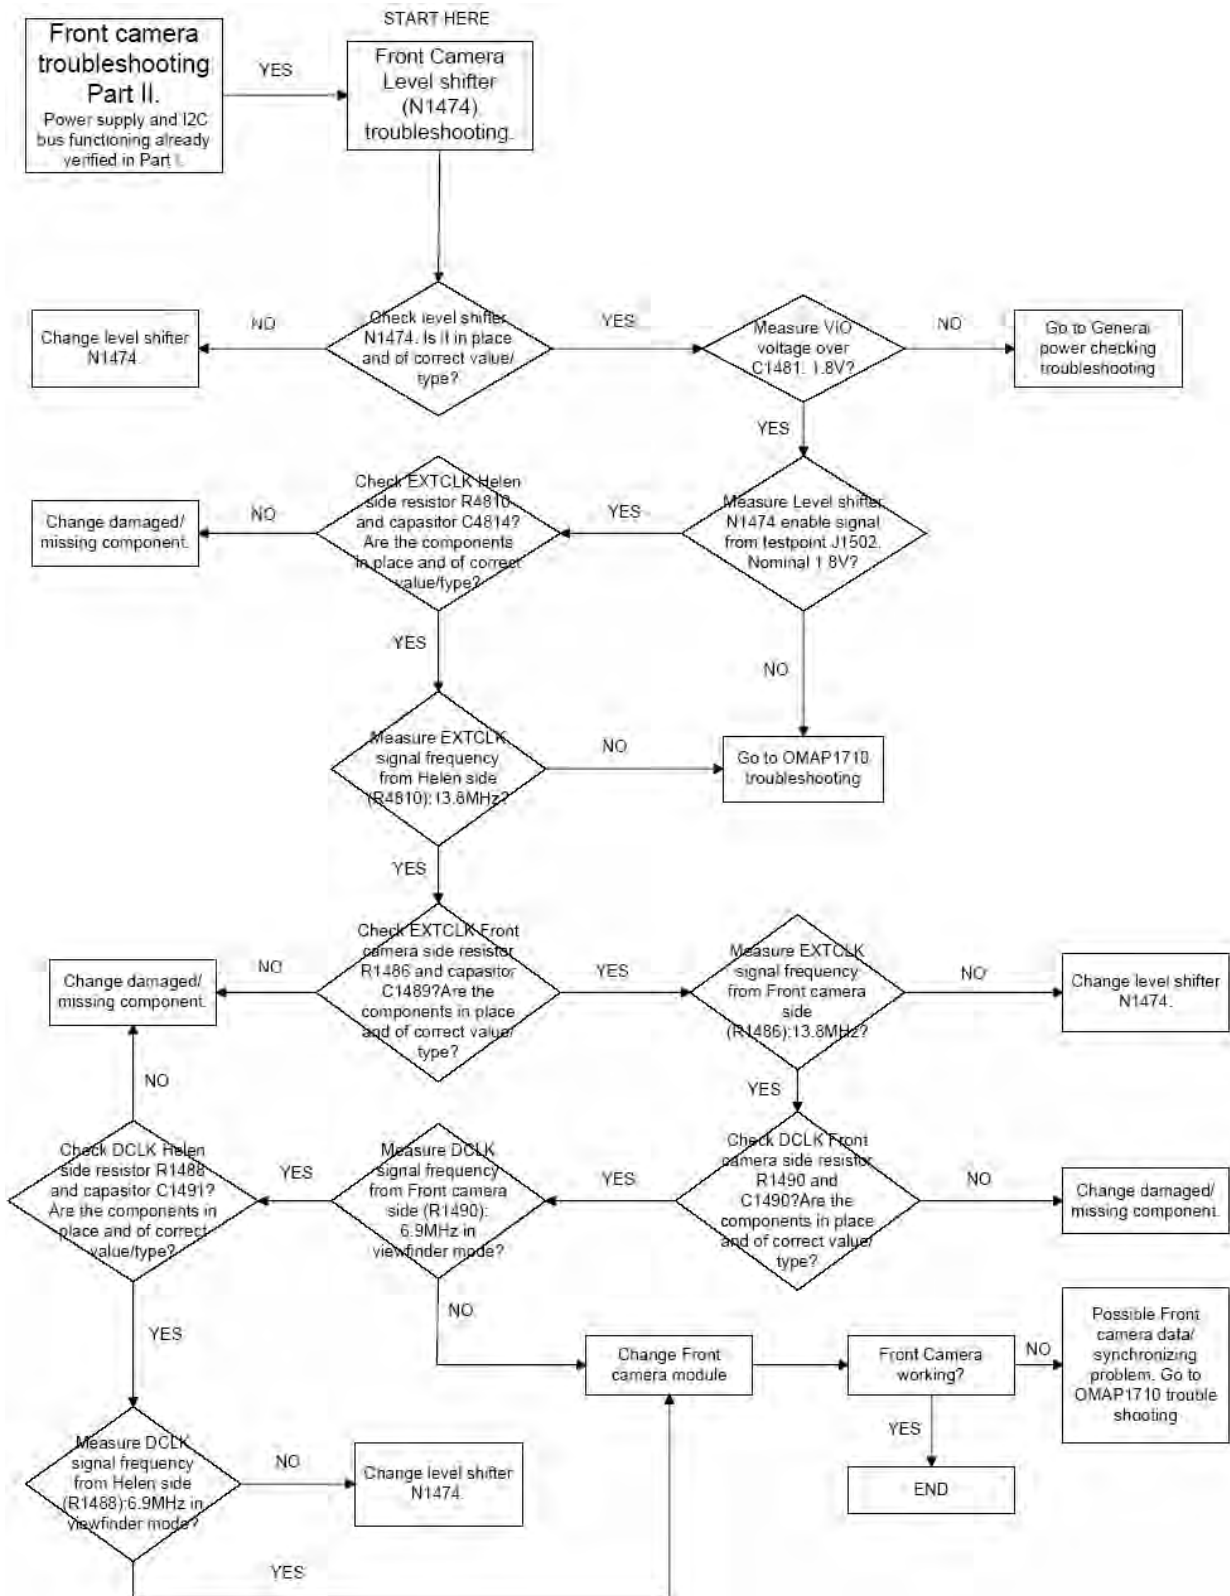 START HERE
Front camera
troubleshooting
Part II.
Power supply and I2C
bus functioning already
verified in Part I.
YES
Front Camera
Level shifter
(N1474)
troubleshooting.
Change level shifter
N1474.
NO
Check level shifter
N1474. Is it in place
and of correct value/
type?
YES
Measure VIO
voltage over
C1481. 1.8V?
NO
Go to General
power checking
troubleshooting
YES
Change damaged/
missing component.
NO
Check EXTCLK Helen
side resistor R4810
and capasitor C4814?
Are the components
in place and of correct
value/type?
YES
Measure Level shifter
N1474 enable signal
from testpoint J1502.
Nominal 1.8V?
YES
NO
Measure EXTCLK
signal frequency
from Helen side
(R4810):13.8MHz?
NO
Go to OMAP1710
troubleshooting
YES
Change damaged/
missing component.
NO
Check EXTCLK Front
camera side resistor
R1486 and capasitor
C1489?Are the
components in place
and of correct value/
type?
YES
Measure EXTCLK
signal frequency
from Front camera
side
(R1486):13.8MHz?
NO
Change level shifter
N1474.
NO
YES
Check DCLK Helen
side resistor R1488
and capasitor C1491?
Are the components in
place and of correct
value/type?
YES
Measure DCLK
signal frequency
from Front camera
side (R1490):
6.9MHz in
viewfinder mode?
YES
Check DCLK Front
camera side resistor
R1490 and
C1490?Are the
components in place
and of correct value/
type?
NO
Change damaged/
missing component.
YES
NO
Change Front
camera module
Front Camera
working?
NO
Possible Front
camera data/
synchronizing
problem. Go to
OMAP1710 trouble
shooting
YES
END
Measure DCLK
signal frequency
from Helen side
(R1488):6.9MHz in
viewfinder mode?
NO
Change level shifter
N1474.
YES